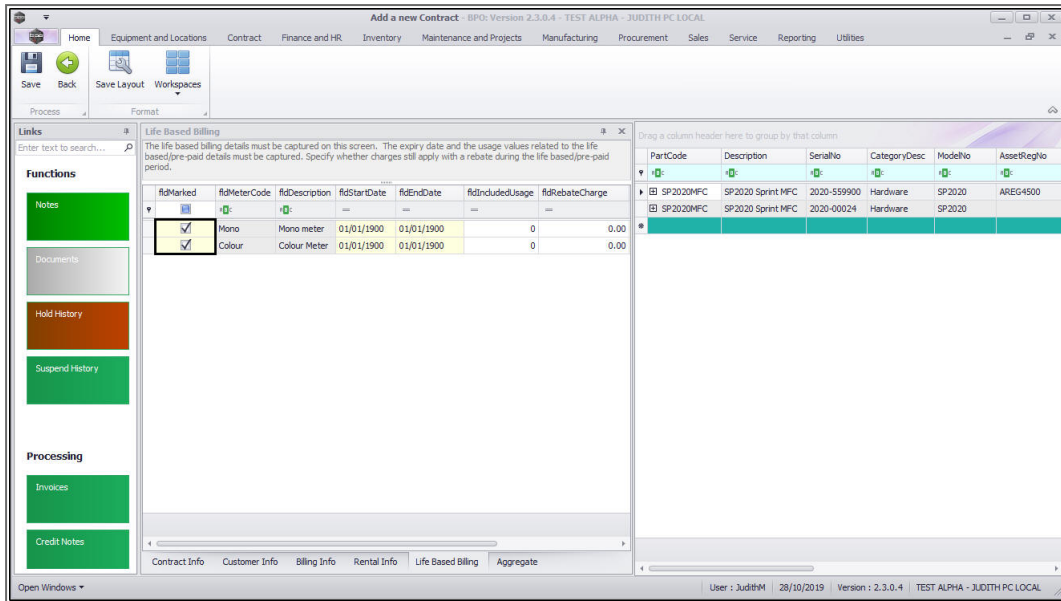 Add a new Contract - BPO: Version 2.3.0.4 - TEST ALPHA - JUDITH PC LOCAL
Home Equipment and Locations Contract Finance and HR Inventory Maintenance and Projects Manufacturing Procurement Sales Service Reporting Utilities
Save Back Save Layout Workspaces
Process Format
Links
Enter text to search...
Functions
Notes
Documents
Hold History
Suspend History
Processing
Invoices
Credit Notes
Life Based Billing
The life based billing details must be captured on this screen. The expiry date and the usage values related to the life
based/pre-paid details must be captured. Specify whether charges still apply with a rebate during the life based/pre-paid
period.
fldMarked fldMeterCode fldDescription fldStartDate fldEndDate fldIncludedUsage fldRebateCharge
Mono Mono meter 01/01/1900 01/01/1900 0 0.00
Colour Colour Meter 01/01/1900 01/01/1900 0 0.00
Contract Info Customer Info Billing Info Rental Info Life Based Billing Aggregate
Drag a column header here to group by that column
PartCode Description SerialNo CategoryDesc ModelNo AssetRegNo
SP2020MFC SP2020 Sprint MFC 2020-559900 Hardware SP2020 AREG4500
SP2020MFC SP2020 Sprint MFC 2020-00024 Hardware SP2020
Open Windows User : JudithM 28/10/2019 Version : 2.3.0.4 TEST ALPHA - JUDITH PC LOCAL